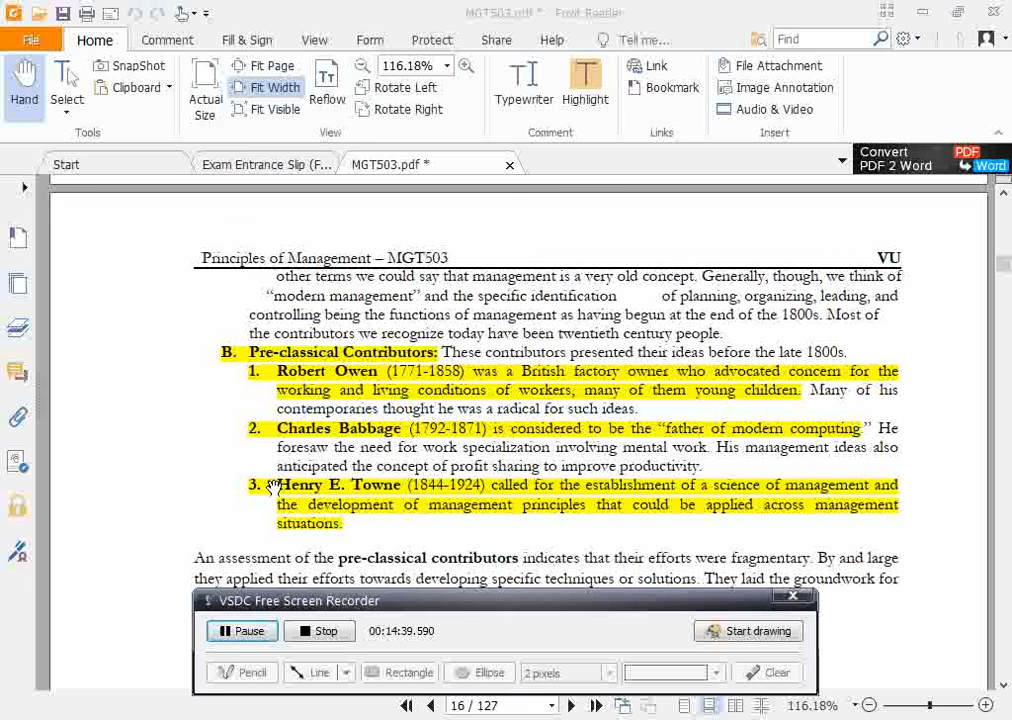 MGT503.pdf * - Foxit Reader
File Home Comment Fill & Sign View Form Protect Share Help Tell me... Find
Hand Select SnapShot Clipboard
Actual Size Fit Page Fit Width Fit Visible Reflow 116.18% Rotate Left Rotate Right
Typewriter Highlight Link Bookmark File Attachment Image Annotation Audio & Video
Tools View Comment Links Insert
Start Exam Entrance Slip (F... MGT503.pdf *
Convert PDF
PDF 2 Word Word
Principles of Management – MGT503 VU
other terms we could say that management is a very old concept. Generally, though, we think of
“modern management” and the specific identification of planning, organizing, leading, and
controlling being the functions of management as having begun at the end of the 1800s. Most of
the contributors we recognize today have been twentieth century people.
B. Pre-classical Contributors: These contributors presented their ideas before the late 1800s.
1. Robert Owen (1771-1858) was a British factory owner who advocated concern for the
working and living conditions of workers, many of them young children. Many of his
contemporaries thought he was a radical for such ideas.
2. Charles Babbage (1792-1871) is considered to be the “father of modern computing.” He
foresaw the need for work specialization involving mental work. His management ideas also
anticipated the concept of profit sharing to improve productivity.
3. Henry E. Towne (1844-1924) called for the establishment of a science of management and
the development of management principles that could be applied across management
situations.
An assessment of the pre-classical contributors indicates that their efforts were fragmentary. By and large
they applied their efforts towards developing specific techniques or solutions. They laid the groundwork for
VSDC Free Screen Recorder
Pause Stop 00:14:39.590 Start drawing
Pencil Line Rectangle Ellipse 2 pixels Clear
16 / 127 116.18%